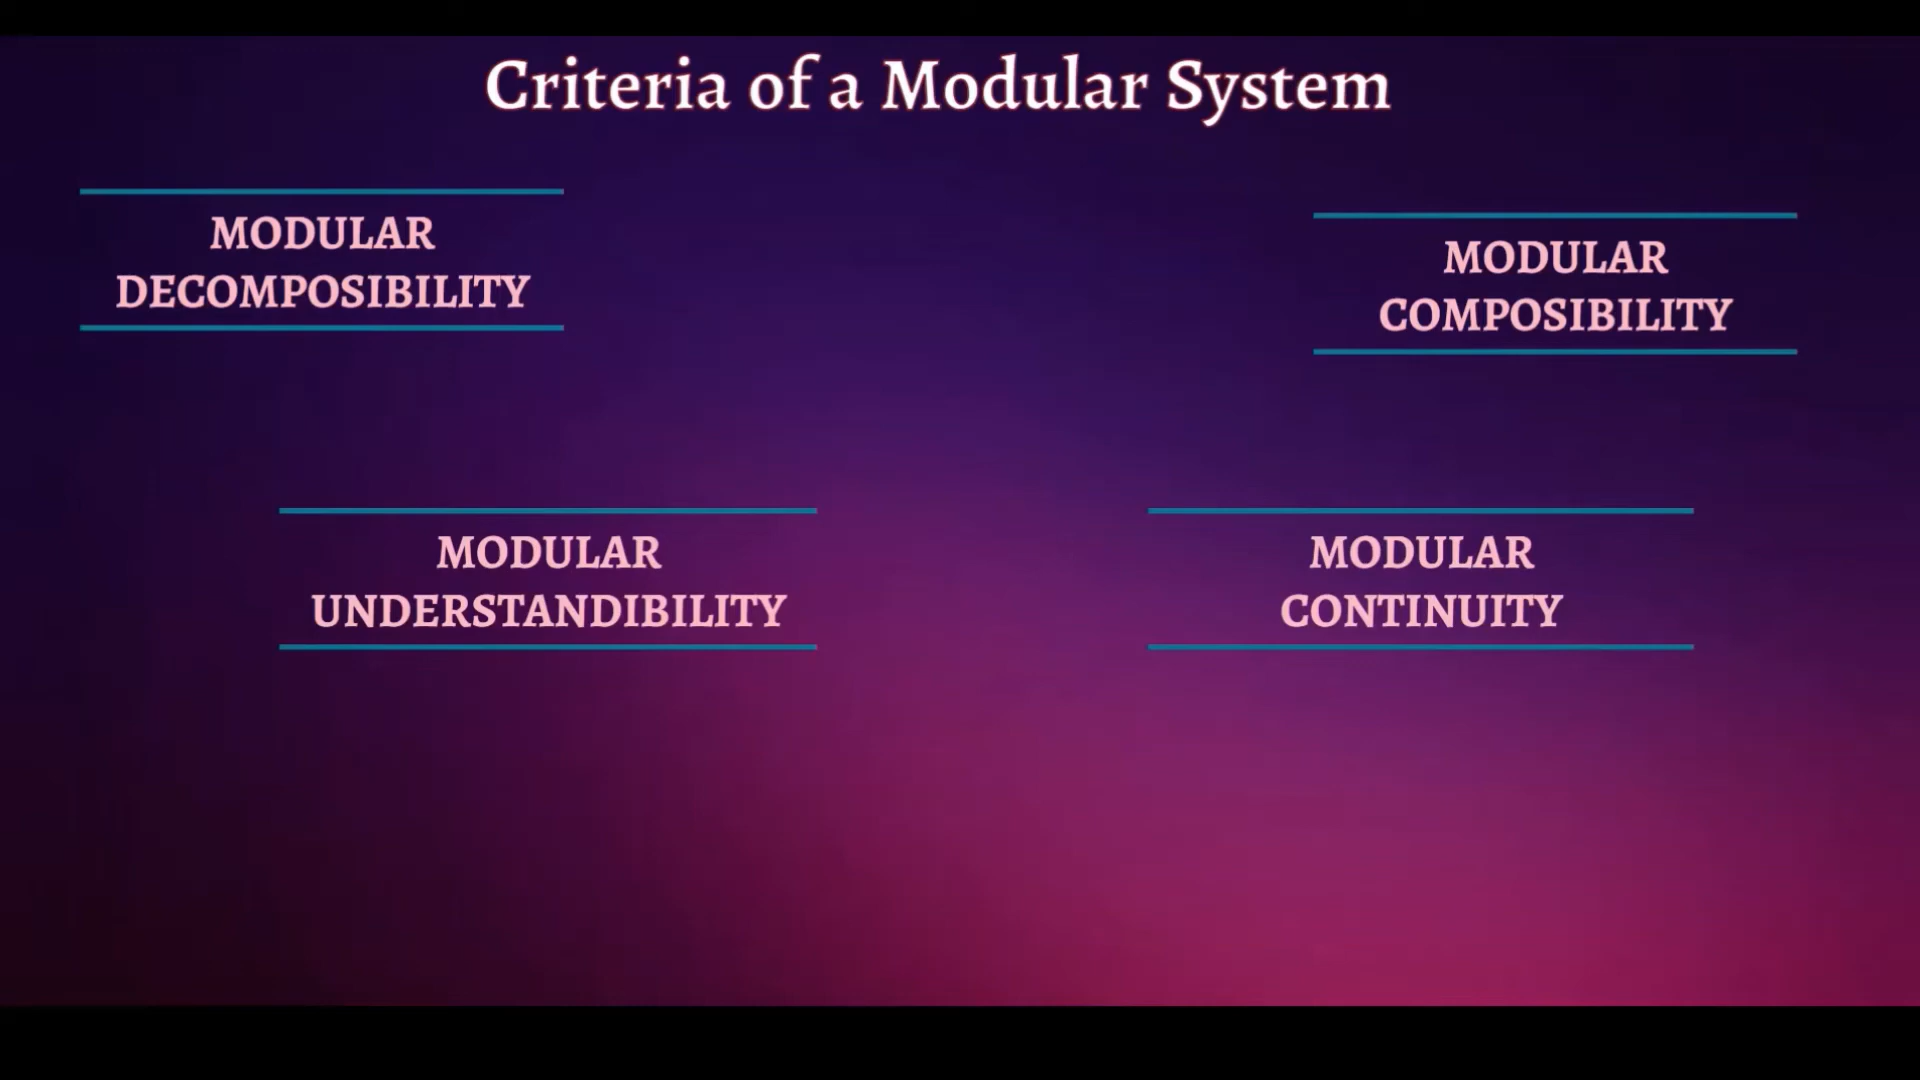 Criteria of a Modular System
MODULAR
DECOMPOSIBILITY
MODULAR
COMPOSIBILITY
MODULAR
UNDERSTANDIBILITY
MODULAR
CONTINUITY